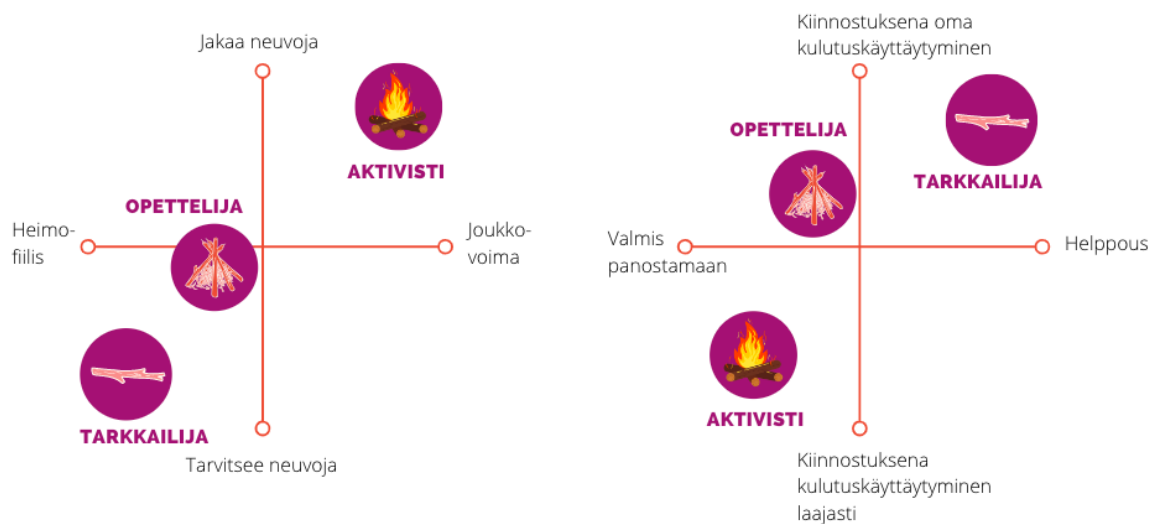 Jakaa neuvoja
AKTIVISTI
OPETTELIJA
Heimo-
fiilis
Joukko-
voima
TARKKAILIJA
Tarvitsee neuvoja
Kiinnostuksena oma
kulutuskäyttäytyminen
OPETTELIJA
TARKKAILIJA
Valmis
panostamaan
Helppous
AKTIVISTI
Kiinnostuksena
kulutuskäyttäytyminen
laajasti